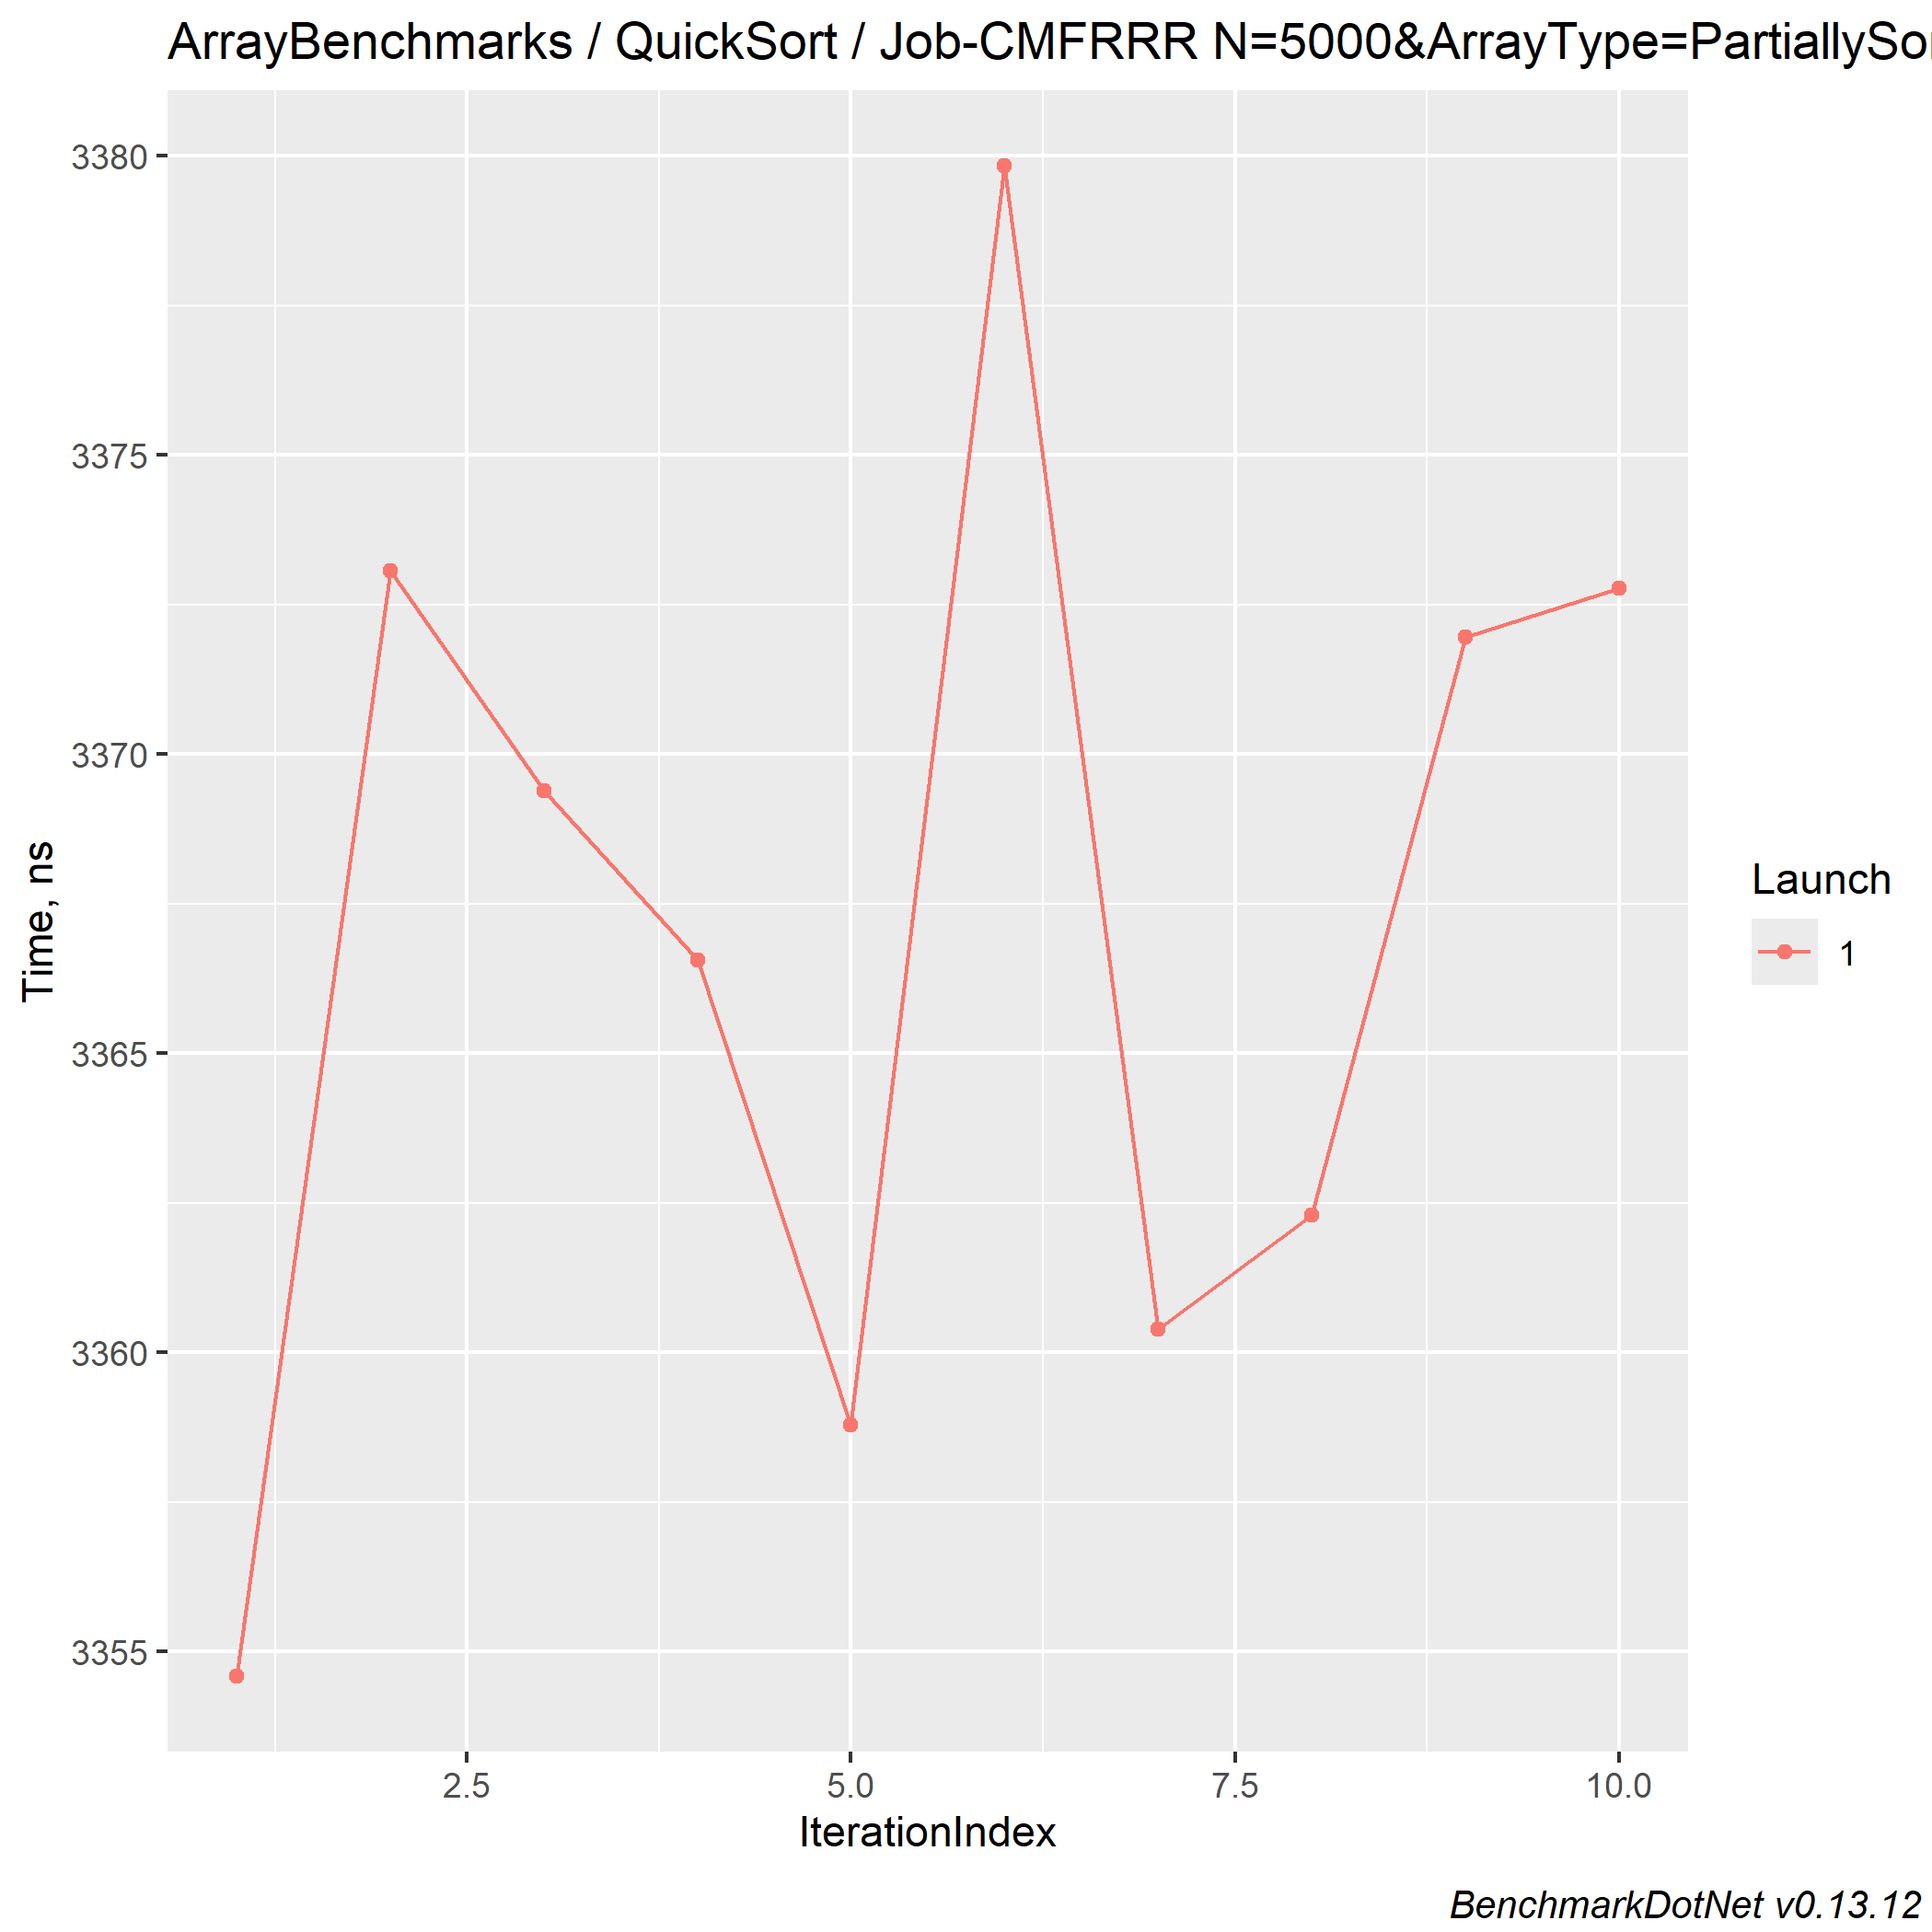 ArrayBenchmarks / QuickSort / Job-CMFRRR N=5000&ArrayType=PartiallySor
3380
3375
3370
3365
3360
3355
Time, ns
2.5 5.0 7.5 10.0
IterationIndex
Launch
1
BenchmarkDotNet v0.13.12